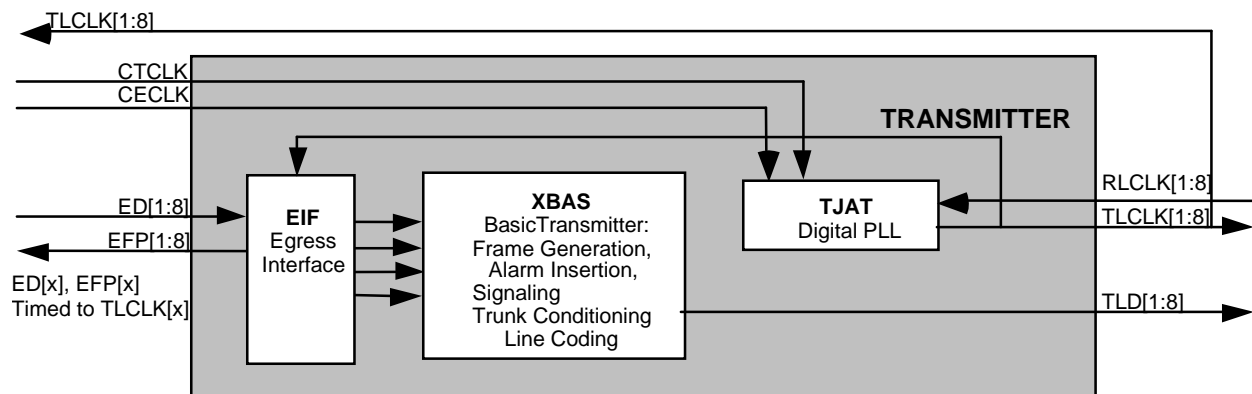 TLCLK[1:8]
CTCLK
CECLK
TRANSMITTER
ED[1:8]
EFP[1:8]
ED[x], EFP[x]
Timed to TLCLK[x]
EIF
Egress
Interface
XBAS
BasicTransmitter:
Frame Generation,
Alarm Insertion,
Signaling
Trunk Conditioning
Line Coding
TJAT
Digital PLL
RLCLK[1:8]
TLCLK[1:8]
TLD[1:8]